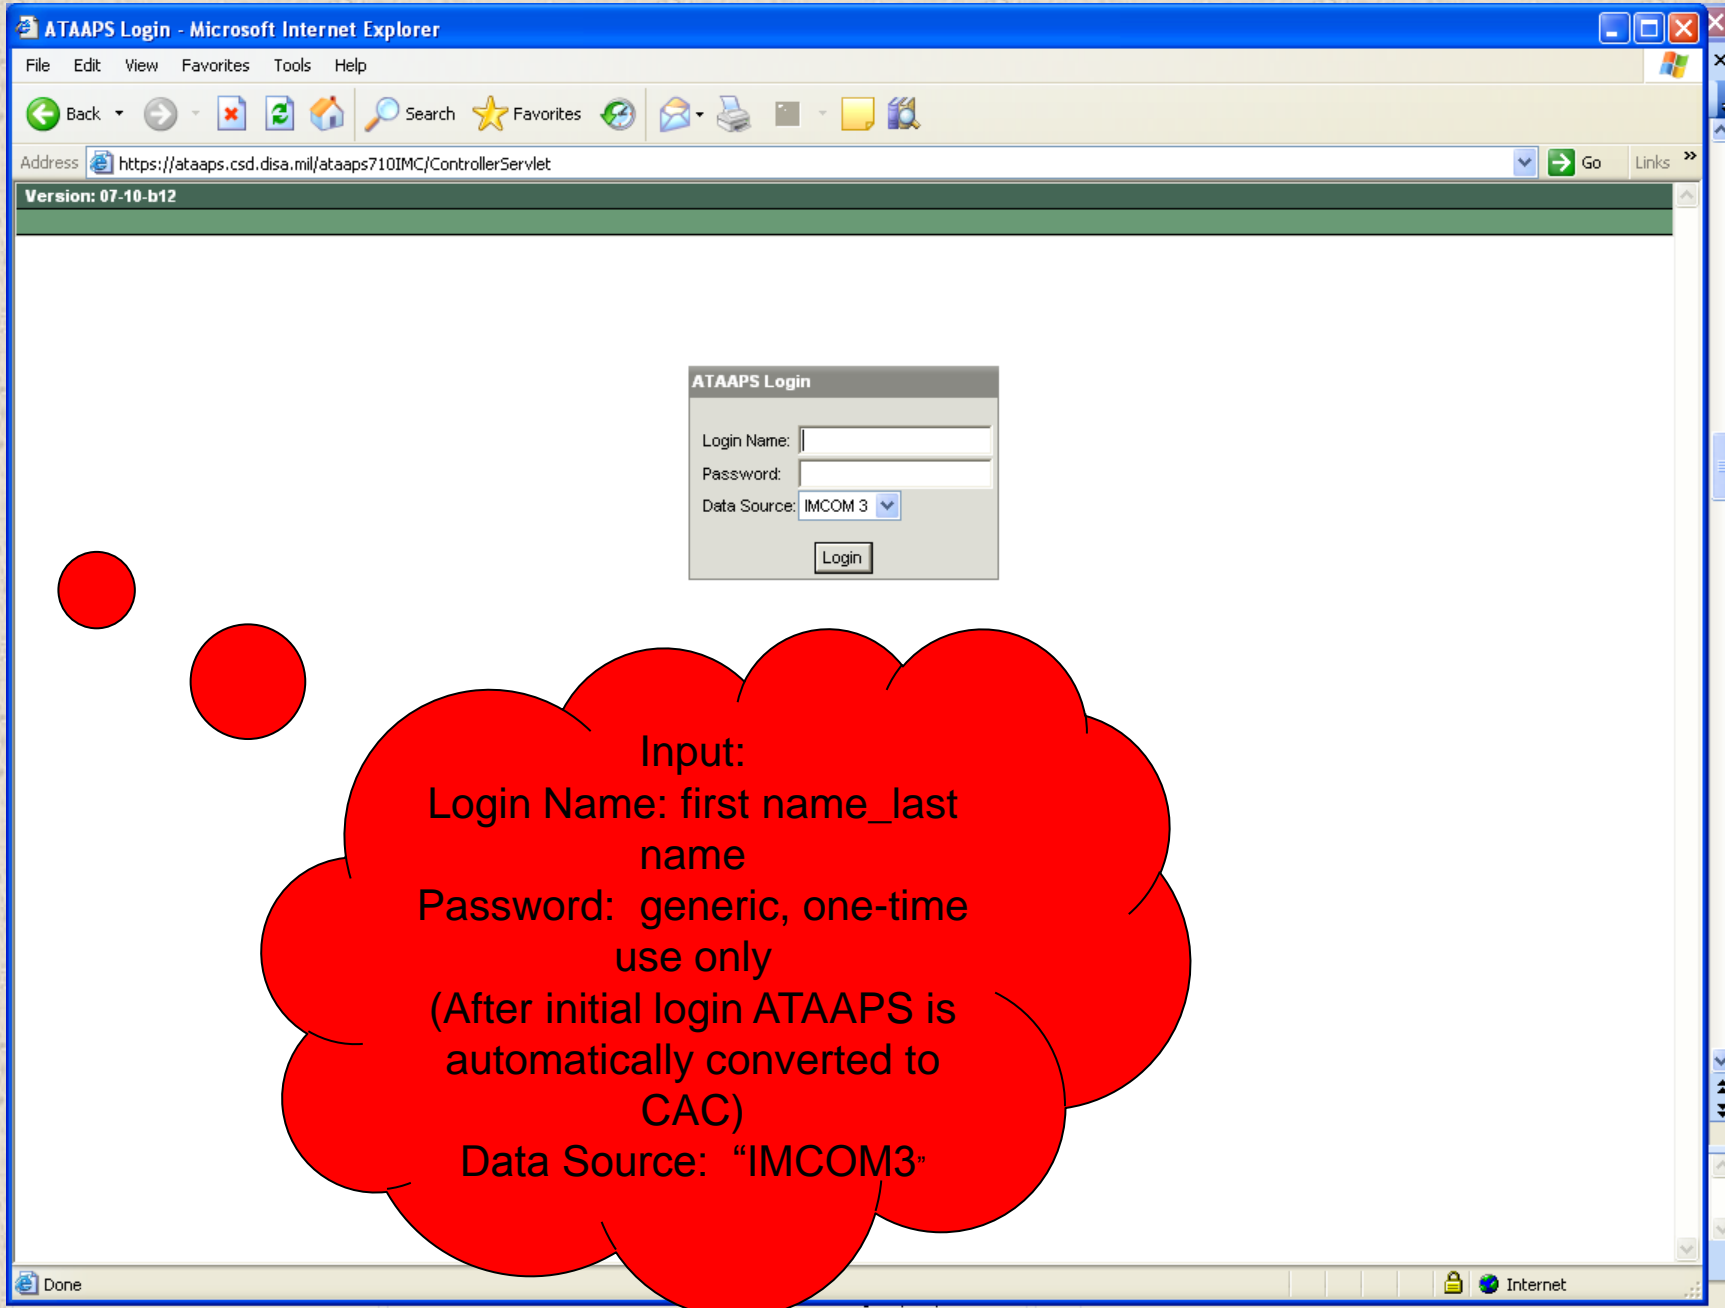 ATAAPS Login - Microsoft Internet Explorer
File Edit View Favorites Tools Help
Back Search Favorites
Address https://ataaps.csd.disa.mil/ataaps710IMC/ControllerServlet Go Links »
Version: 07-10-b12
ATAAPS Login
Login Name:
Password:
Data Source: IMCOM 3
Login
Input:
Login Name: first name_last
name
Password: generic, one-time
use only
(After initial login ATAAPS is
automatically converted to
CAC)
Data Source: “IMCOM3”
Done Internet